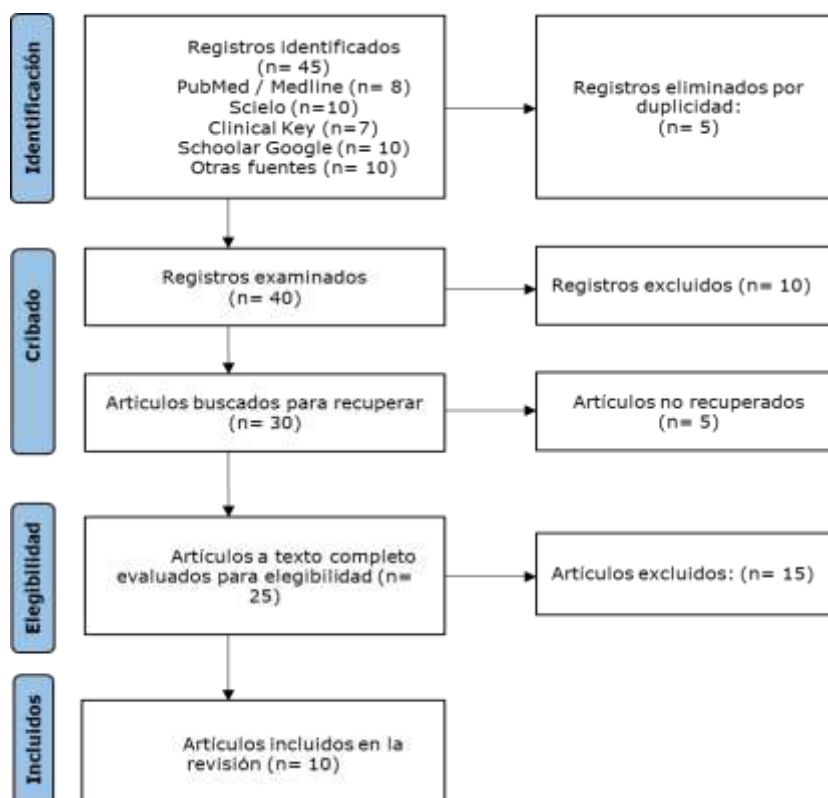 Identificación
Registros identificados
(n= 45)
PubMed / Medline (n= 8)
Scielo (n=10)
Clinical Key (n=7)
Schoolar Google (n= 10)
Otras fuentes (n= 10)
Registros eliminados por
duplicidad:
(n= 5)
Cribado
Registros examinados
(n= 40)
Registros excluidos (n= 10)
Artículos buscados para recuperar
(n= 30)
Artículos no recuperados
(n= 5)
Elegibilidad
Artículos a texto completo
evaluados para elegibilidad (n=
25)
Artículos excluidos: (n= 15)
Incluidos
Artículos incluidos en la
revisión (n= 10)